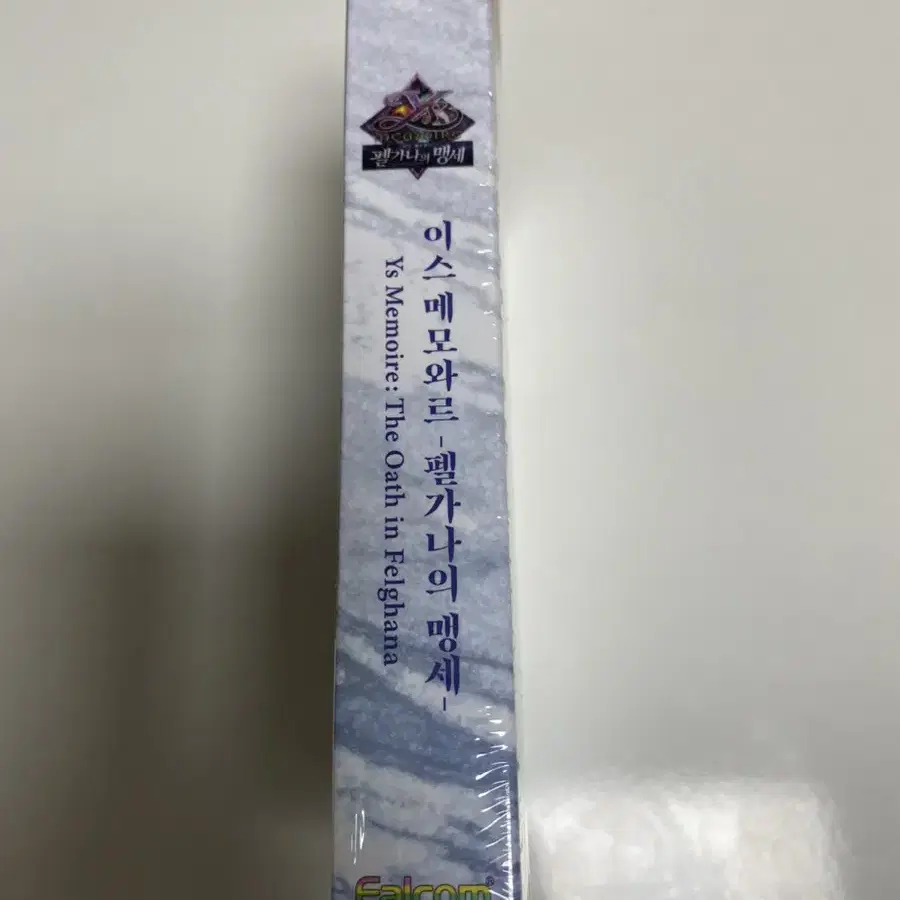 Ys
펠가나의 맹세
이스 메모와르 - 펠가나의 맹세 -
Ys Memoire: The Oath in Felghana
Falcom